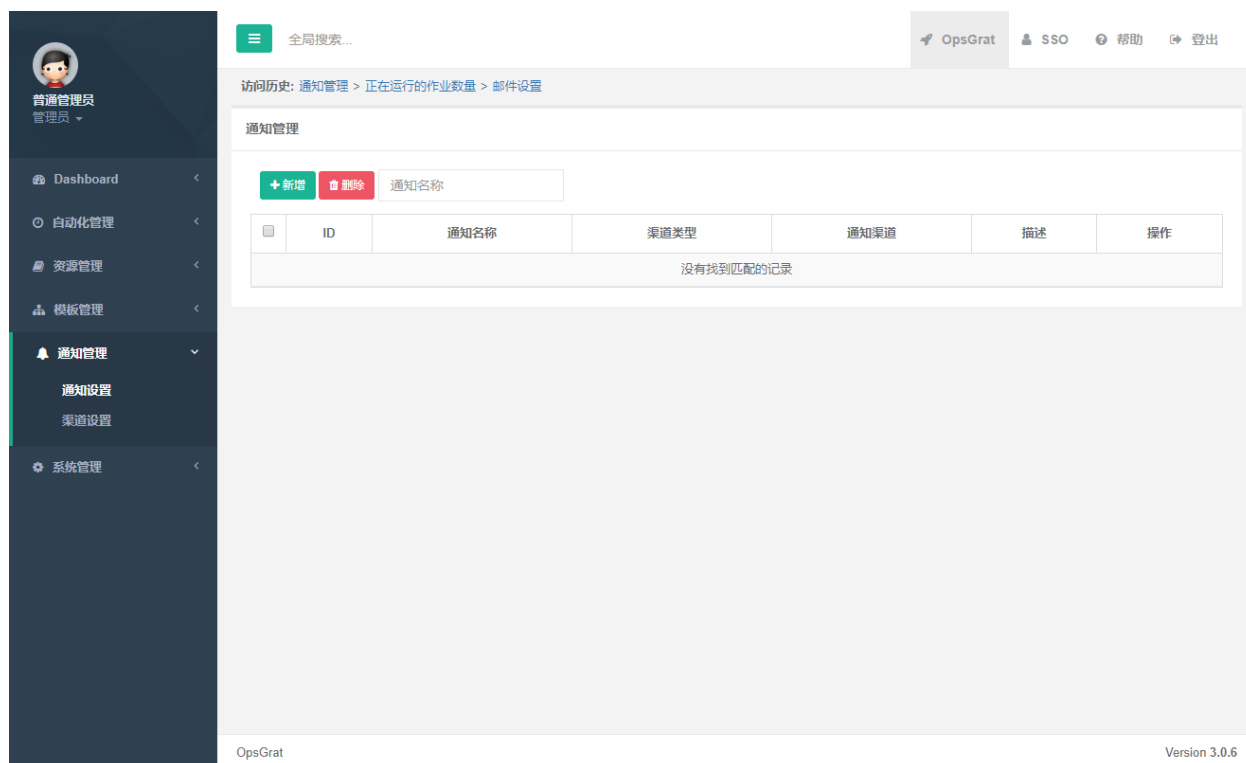 全局搜索...
OpsGrat SSO 帮助 登出
普通管理员
管理员
Dashboard
自动化管理
资源管理
模板管理
通知管理
通知设置
渠道设置
系统管理
访问历史: 通知管理 > 正在运行的作业数量 > 邮件设置
通知管理
新增 删除 通知名称
ID 通知名称 渠道类型 通知渠道 描述 操作
没有找到匹配的记录
OpsGrat Version 3.0.6